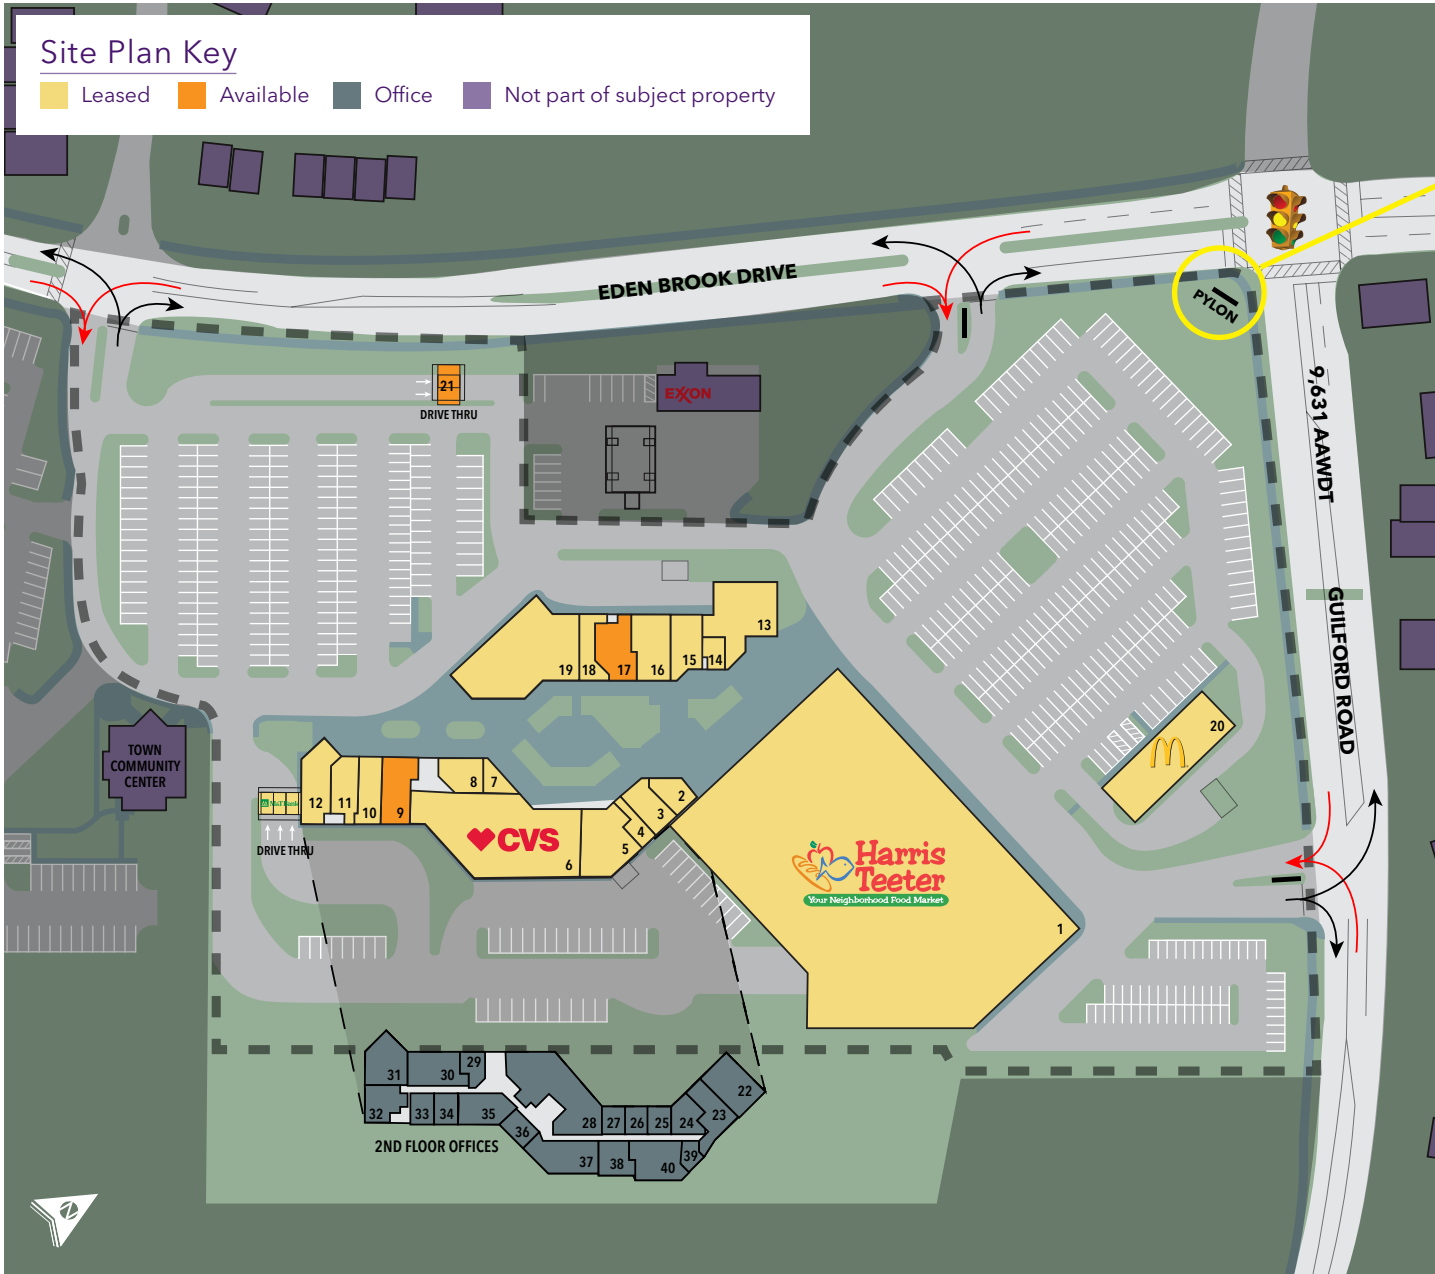 Site Plan Key
Leased
Available
Office
Not part of subject property
EDEN BROOK DRIVE
PYLON
9,631 AAWDT
GUILFORD ROAD
21
DRIVE THRU
EXXON
13
19
18
17
16
15
14
20
TOWN
COMMUNITY
CENTER
12
11
10
9
8
7
2
3
4
5
6
M&T Bank
DRIVE THRU
CVS
Harris
Teeter
Your Neighborhood Food Market
1
31
30
29
32
33
34
35
36
28
27
26
25
24
23
22
37
38
40
39
2ND FLOOR OFFICES